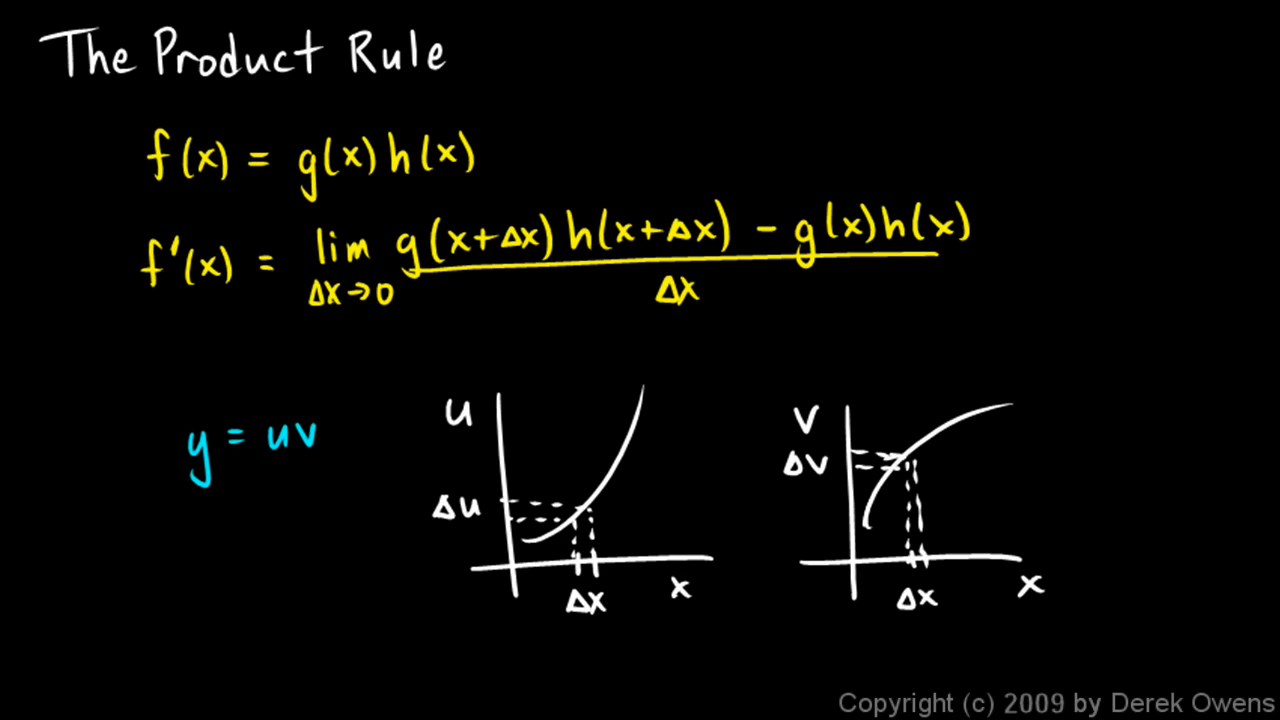 The Product Rule
f(x) = g(x)h(x)
f'(x) = lim Δx→0 g(x+Δx)h(x+Δx) - g(x)h(x) / Δx
y = uv
u
Δu
Δx
x
v
Δv
Δx
x
Copyright (c) 2009 by Derek Owens